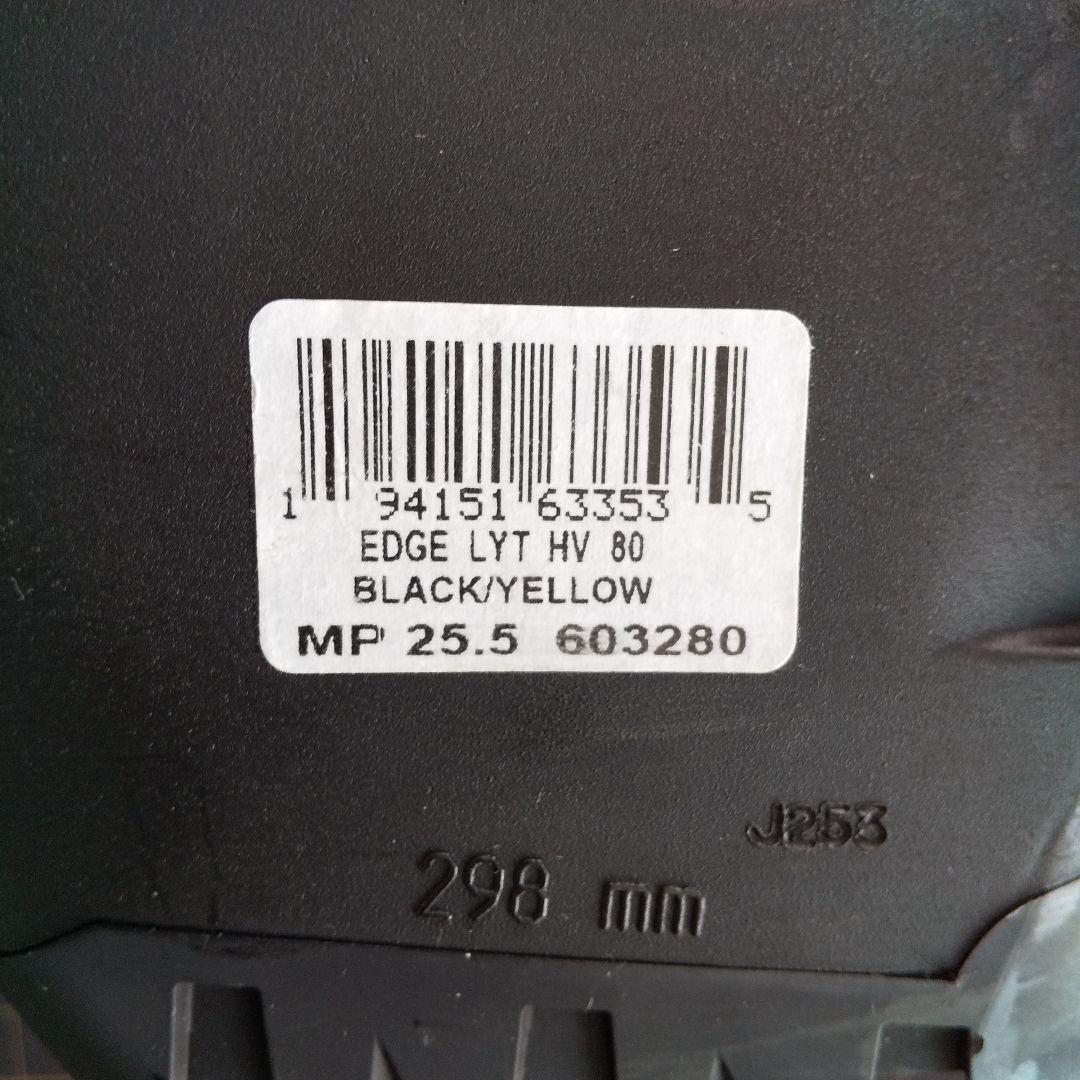 1 94151 63353 5
EDGE LYT HV 80
BLACK/YELLOW
MP 25.5 603280
J253
298 mm